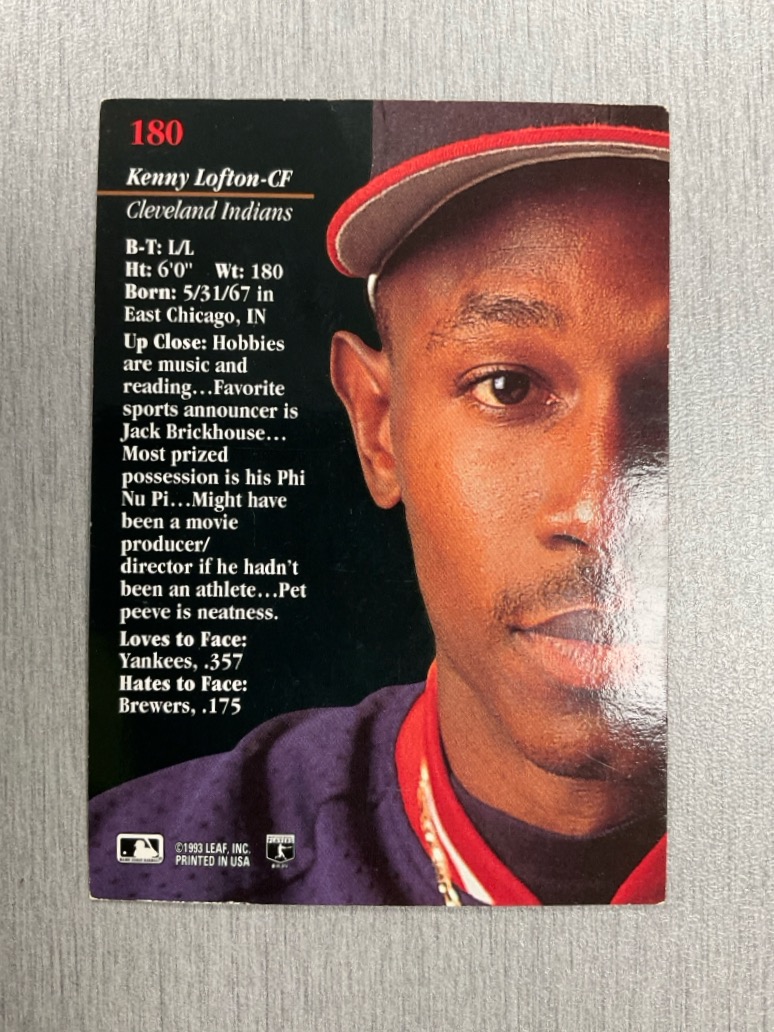 180
Kenny Lofton-CF
Cleveland Indians
B-T: L/L
Ht: 6'0" Wt: 180
Born: 5/31/67 in
East Chicago, IN
Up Close: Hobbies
are music and
reading...Favorite
sports announcer is
Jack Brickhouse...
Most prized
possession is his Phi
Nu Pi...Might have
been a movie
producer/
director if he hadn't
been an athlete...Pet
peeve is neatness.
Loves to Face:
Yankees, .357
Hates to Face:
Brewers, .175
©1993 LEAF, INC.
PRINTED IN USA
PLAYERS